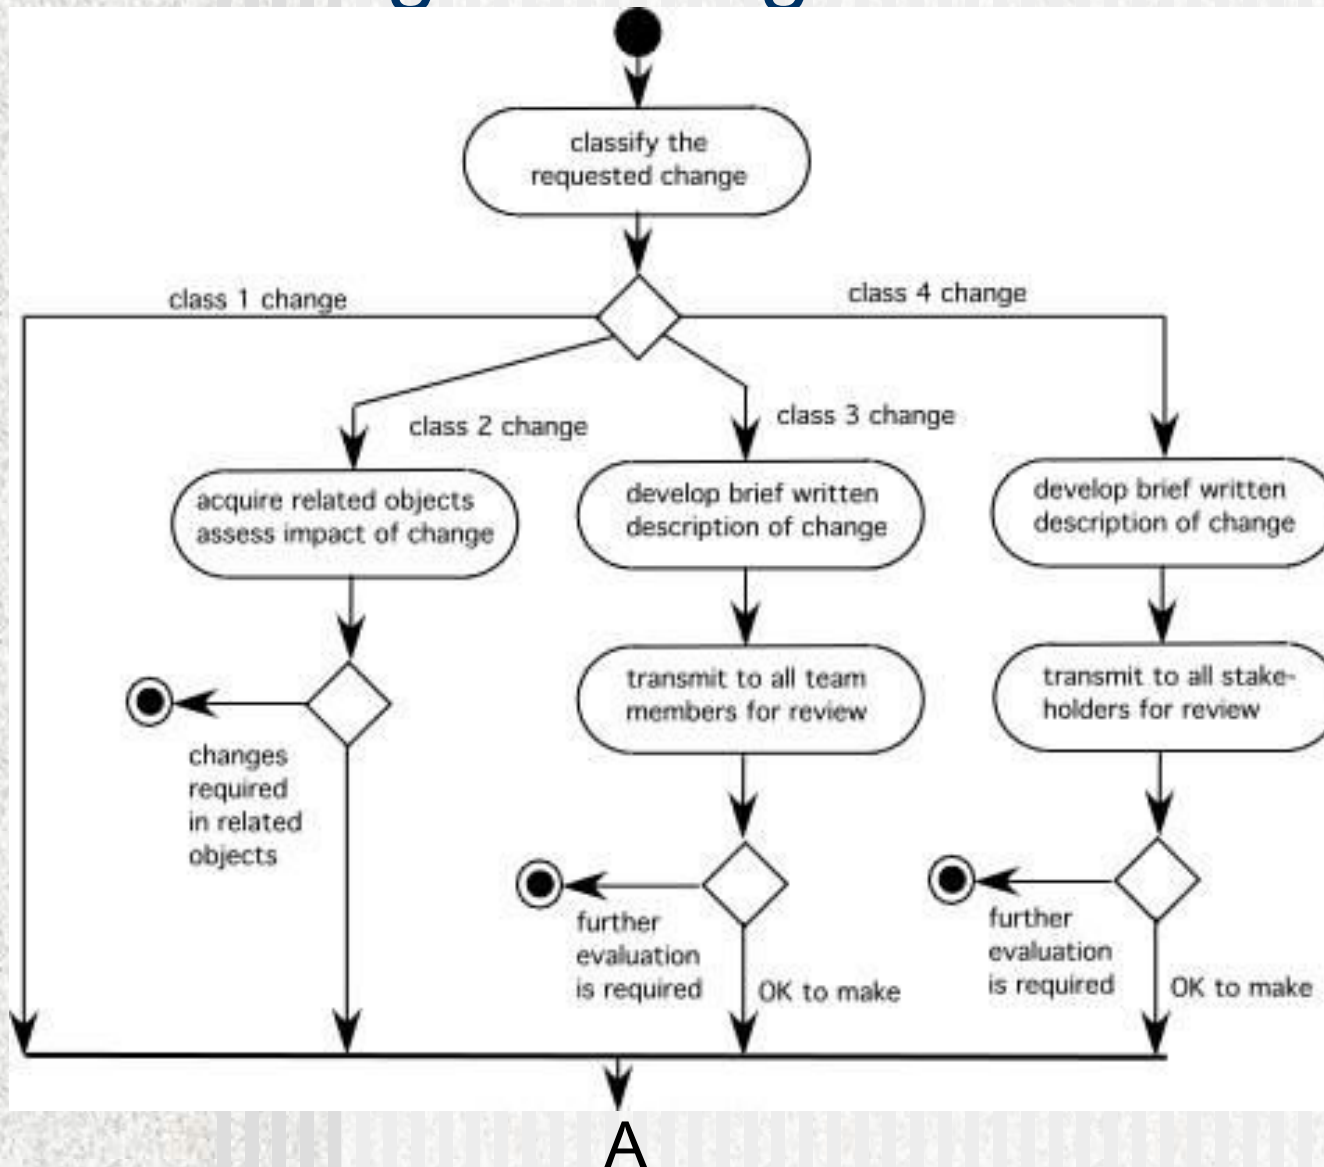 classify the
requested change
class 1 change
class 4 change
class 2 change
class 3 change
acquire related objects
assess impact of change
develop brief written
description of change
develop brief written
description of change
transmit to all team
members for review
transmit to all stake-
holders for review
changes
required
in related
objects
further
evaluation
is required
OK to make
further
evaluation
is required
OK to make
A